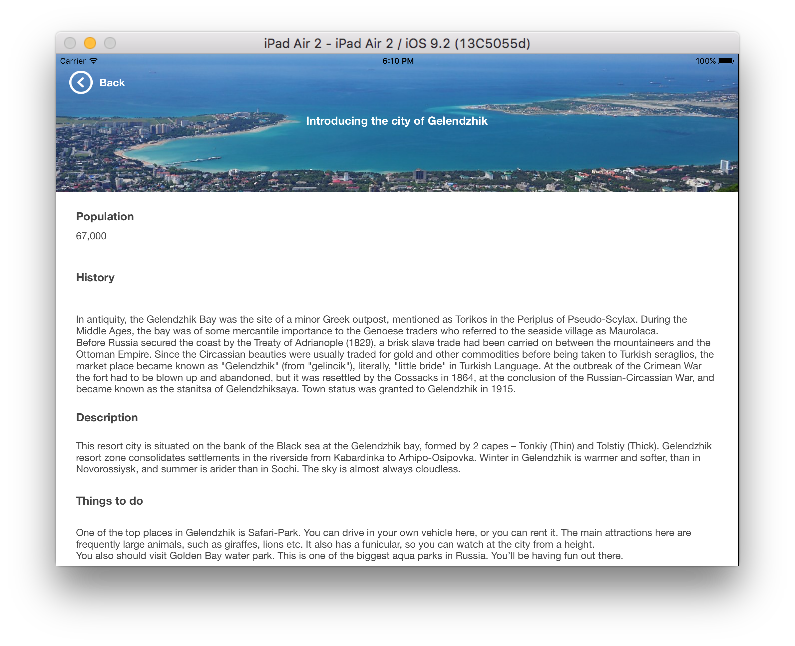 iPad Air 2 - iPad Air 2 / iOS 9.2 (13C5055d)
Carrier 6:10 PM 100%
Back
Introducing the city of Gelendzhik
Population
67,000
History
In antiquity, the Gelendzhik Bay was the site of a minor Greek outpost, mentioned as Torikos in the Periplus of Pseudo-Scylax. During the
Middle Ages, the bay was of some mercantile importance to the Genoese traders who referred to the seaside village as Maurolaca.
Before Russia secured the coast by the Treaty of Adrianople (1829), a brisk slave trade had been carried on between the mountaineers and the
Ottoman Empire. Since the Circassian beauties were usually traded for gold and other commodities before being taken to Turkish seraglios, the
market place became known as "Gelendzhik" (from "gelincik"), literally, "little bride" in Turkish Language. At the outbreak of the Crimean War
the fort had to be blown up and abandoned, but it was resettled by the Cossacks in 1864, at the conclusion of the Russian-Circassian War, and
became known as the stanitsa of Gelendzhiksaya. Town status was granted to Gelendzhik in 1915.
Description
This resort city is situated on the bank of the Black sea at the Gelendzhik bay, formed by 2 capes – Tonkiy (Thin) and Tolstiy (Thick). Gelendzhik
resort zone consolidates settlements in the riverside from Kabardinka to Arhipo-Osipovka. Winter in Gelendzhik is warmer and softer, than in
Novorossiysk, and summer is arider than in Sochi. The sky is almost always cloudless.
Things to do
One of the top places in Gelendzhik is Safari-Park. You can drive in your own vehicle here, or you can rent it. The main attractions here are
frequently large animals, such as giraffes, lions etc. It also has a funicular, so you can watch at the city from a height.
You also should visit Golden Bay water park. This is one of the biggest aqua parks in Russia. You'll be having fun out there.